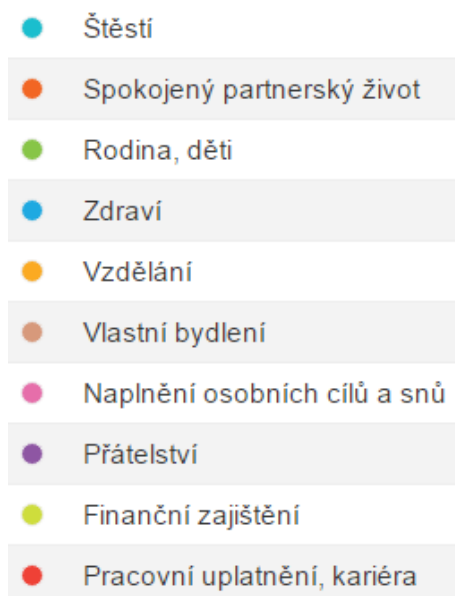 Štěstí
Spokojený partnerský život
Rodina, děti
Zdraví
Vzdělání
Vlastní bydlení
Naplnění osobních cílů a snů
Přátelství
Finanční zajištění
Pracovní uplatnění, kariéra